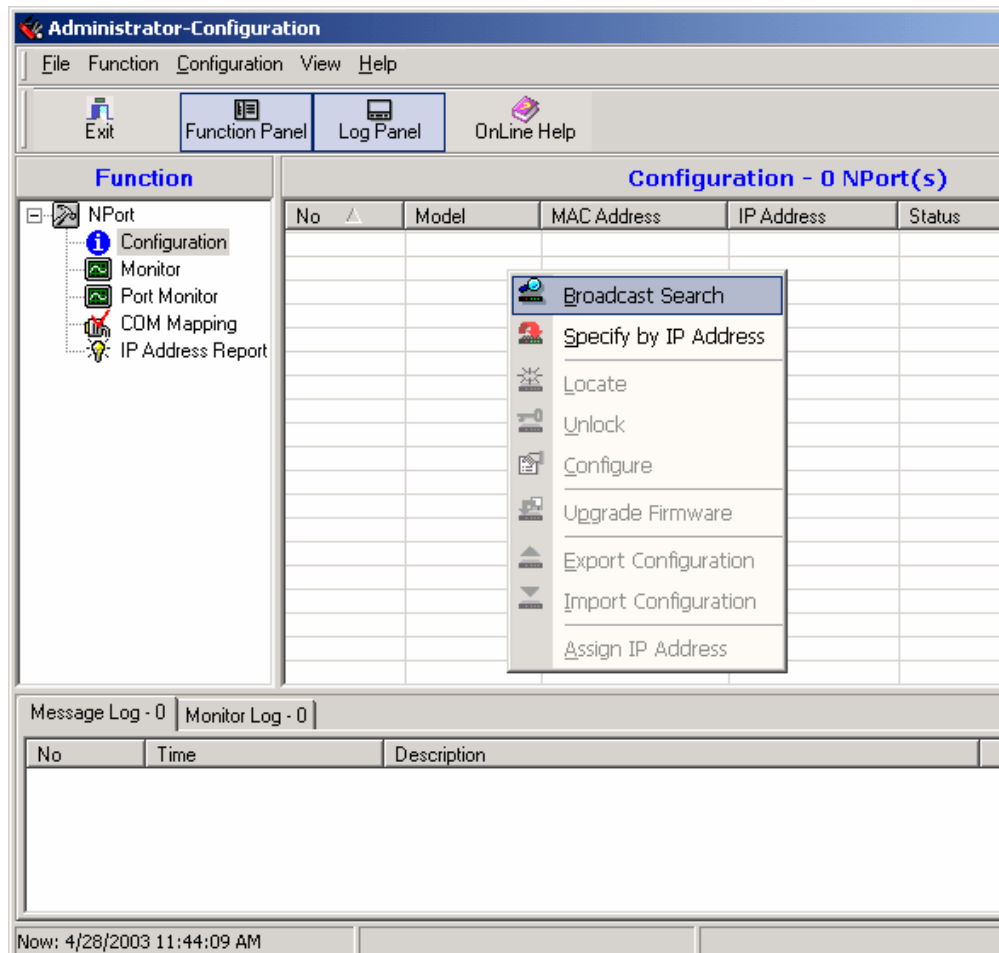 Administrator-Configuration
File Function Configuration View Help
Exit Function Panel Log Panel OnLine Help
Function
Configuration - 0 NPort(s)
NPort
Configuration
Monitor
Port Monitor
COM Mapping
IP Address Report
No Model MAC Address IP Address Status
Broadcast Search
Specify by IP Address
Locate
Unlock
Configure
Upgrade Firmware
Export Configuration
Import Configuration
Assign IP Address
Message Log - 0 Monitor Log - 0
No Time Description
Now: 4/28/2003 11:44:09 AM